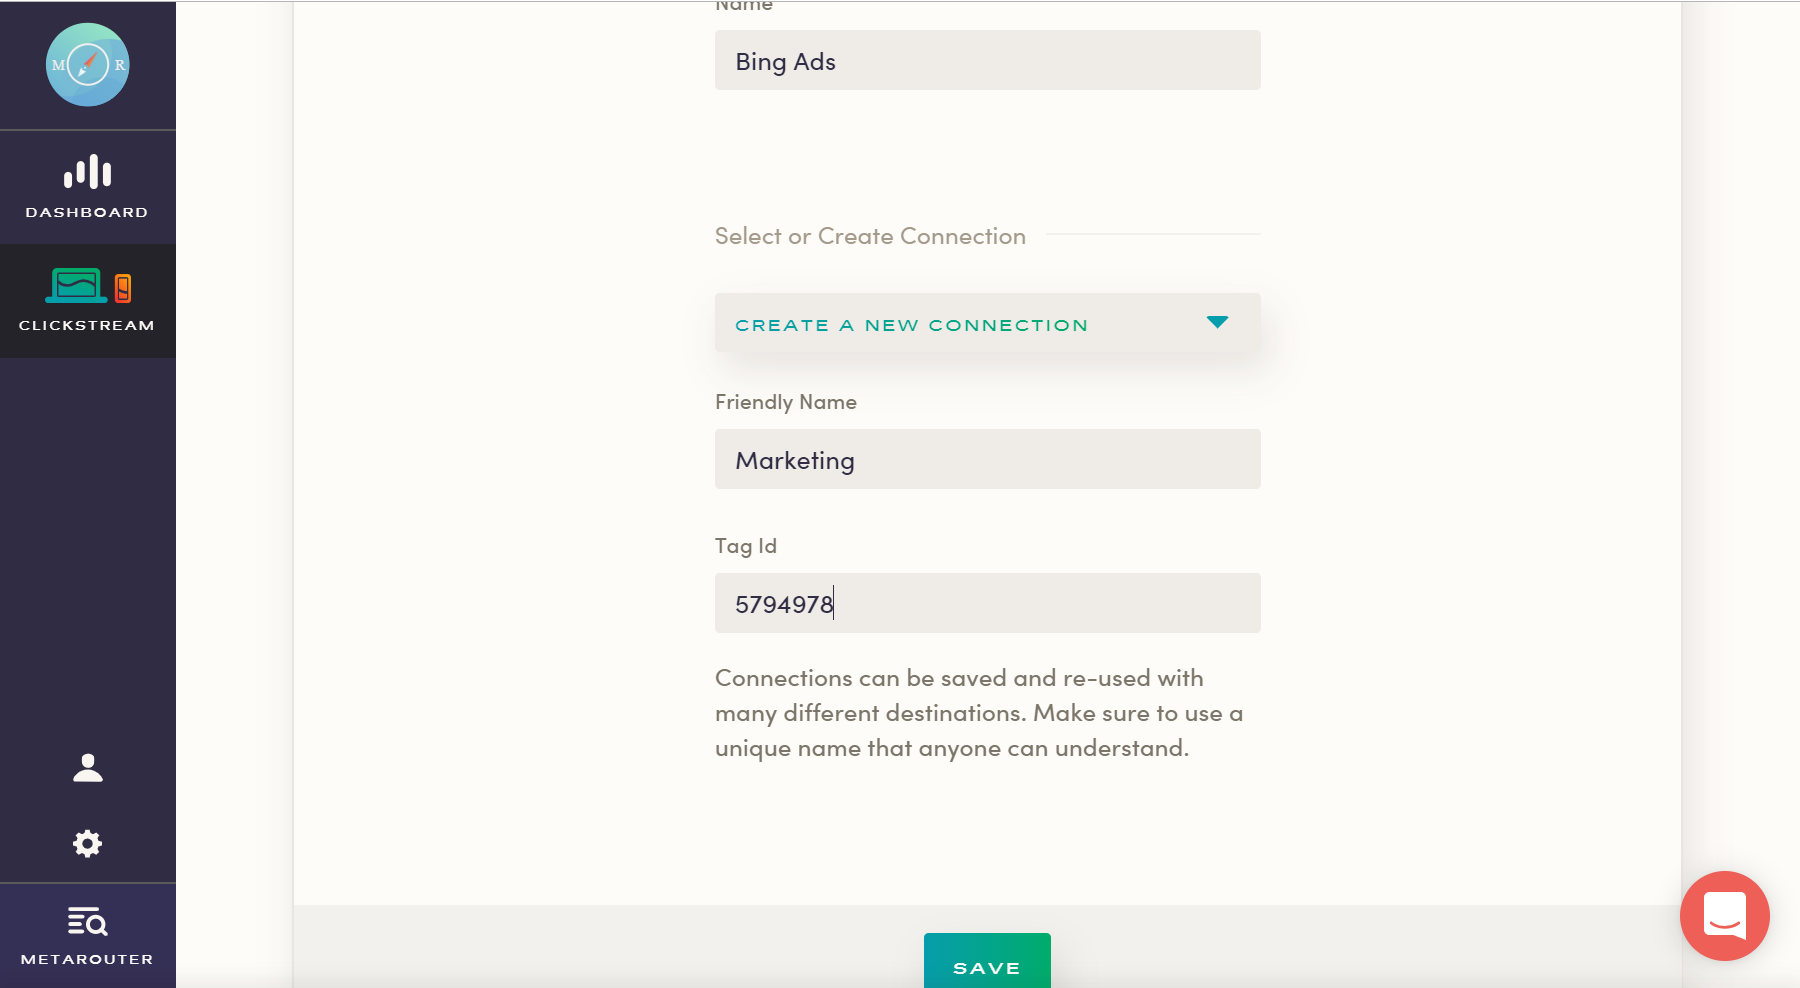 M R
DASHBOARD
CLICKSTREAM
METAROUTER
Name
Bing Ads
Select or Create Connection
CREATE A NEW CONNECTION
Friendly Name
Marketing
Tag Id
5794978
Connections can be saved and re-used with
many different destinations. Make sure to use a
unique name that anyone can understand.
SAVE